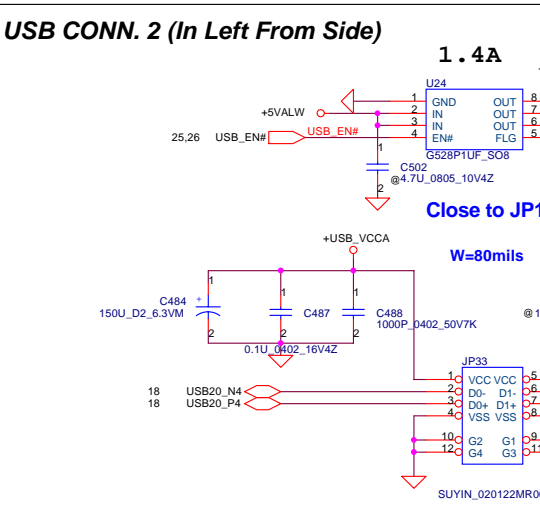 USB CONN. 2 (In Left From Side)
1.4A
U24
1 GND OUT 8
2 IN OUT 7
3 IN OUT 6
4 EN# FLG 5
G528P1UF_SO8
+5VALW
25,26 USB_EN# USB_EN#
1
C502
@4.7U_0805_10V4Z
2
Close to JP1
+USB_VCCA
W=80mils
1 1 1
C484 +
150U_D2_6.3VM
C487
C488
1000P_0402_50V7K
2 2 2
0.1U_0402_16V4Z
@1
JP33
1 VCC VCC 5
18 USB20_N4 2 D0- D1- 6
18 USB20_P4 3 D0+ D1+ 7
4 VSS VSS 8
10 G2 G1 9
12 G4 G3 11
SUYIN_020122MR0